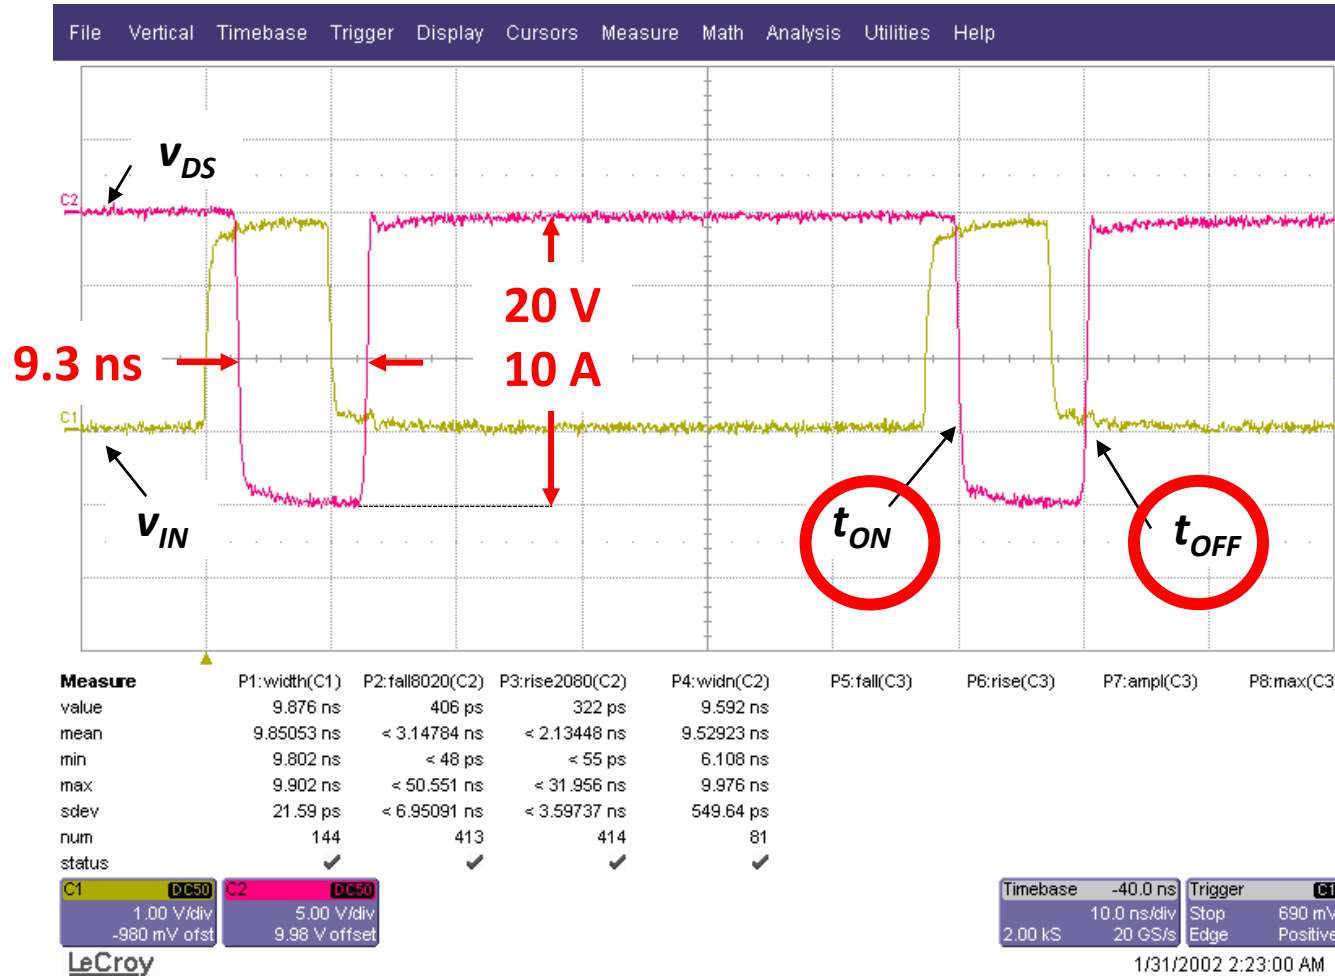 File Vertical Timebase Trigger Display Cursors Measure Math Analysis Utilities Help
vDS
C2
20 V
9.3 ns
10 A
C1
vIN
tON
tOFF
Measure P1:width(C1) P2:fall8020(C2) P3:rise2080(C2) P4:widn(C2) P5:fall(C3) P6:rise(C3) P7:ampl(C3) P8:max(C3
value 9.876 ns 406 ps 322 ps 9.592 ns
mean 9.85053 ns < 3.14784 ns < 2.13448 ns 9.52923 ns
min 9.802 ns < 48 ps < 55 ps 6.108 ns
max 9.902 ns < 50.551 ns < 31.956 ns 9.976 ns
sdev 21.59 ps < 6.95091 ns < 3.59737 ns 549.64 ps
num 144 413 414 81
status
C1 DC50 C2 DC50 Timebase -40.0 ns Trigger C1
1.00 V/div 5.00 V/div 10.0 ns/div Stop 690 mV
-980 mV ofst 9.98 V offset 2.00 kS 20 GS/s Edge Positive
LeCroy 1/31/2002 2:23:00 AM